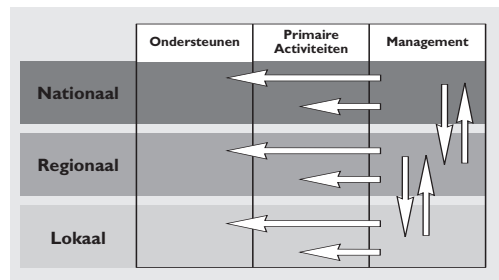 Ondersteunen
Primaire
Activiteiten
Management
Nationaal
Regionaal
Lokaal